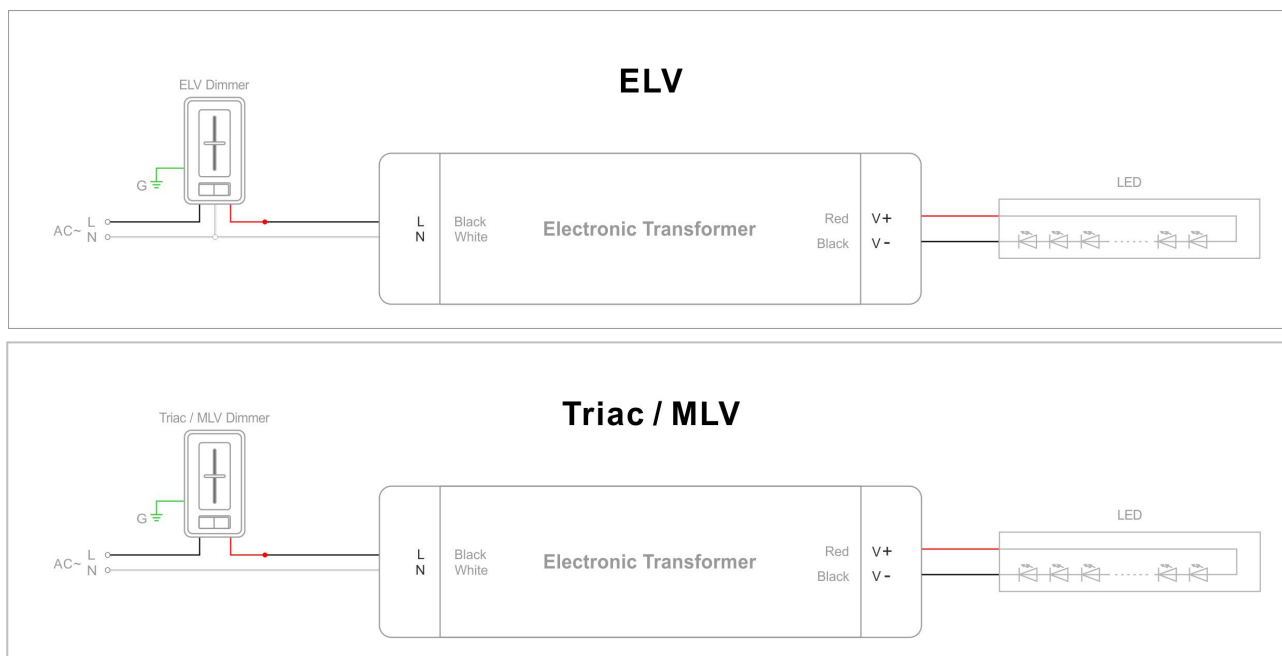 ELV
ELV Dimmer
G
AC~ L
N
L Black
N White
Electronic Transformer
Red V+
Black V-
LED
Triac / MLV
Triac / MLV Dimmer
G
AC~ L
N
L Black
N White
Electronic Transformer
Red V+
Black V-
LED